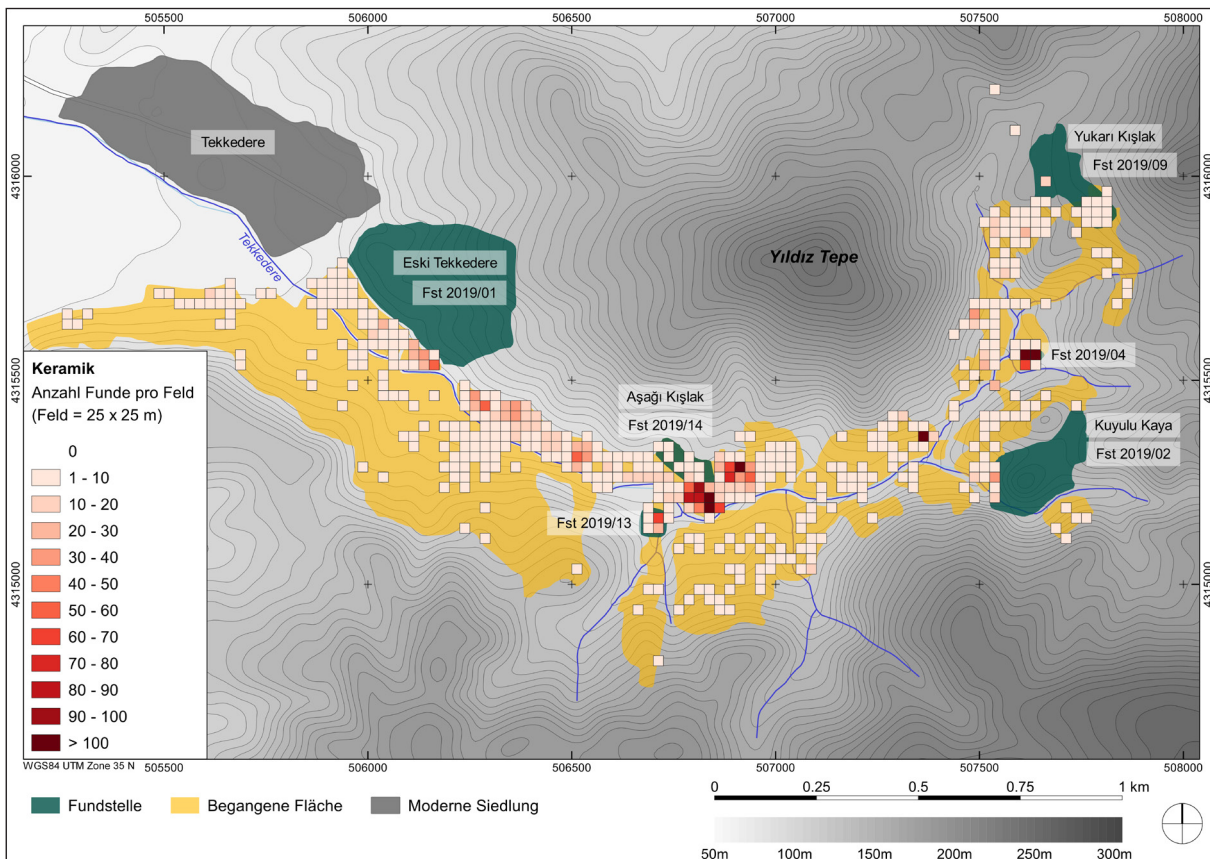 505500 506000 506500 507000 507500 508000
4316000
4316000
Tekkedere
Yukarı Kışlak
Fst 2019/09
Tekkedere
Eski Tekkedere
Fst 2019/01
Yıldız Tepe
4315500
4315500
Fst 2019/04
Aşağı Kışlak
Fst 2019/14
Kuyulu Kaya
Fst 2019/02
Fst 2019/13
4315000
4315000
Keramik
Anzahl Funde pro Feld
(Feld = 25 x 25 m)
0
1 - 10
10 - 20
20 - 30
30 - 40
40 - 50
50 - 60
60 - 70
70 - 80
80 - 90
90 - 100
> 100
WGS84 UTM Zone 35 N
505500 506000 506500 507000 507500 508000
Fundstelle Begangene Fläche Moderne Siedlung
0 0.25 0.5 0.75 1 km
50m 100m 150m 200m 250m 300m